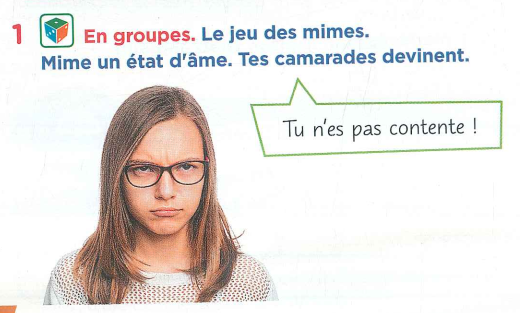 1 En groupes. Le jeu des mimes.
Mime un état d'âme. Tes camarades devinent.
Tu n'es pas contente !